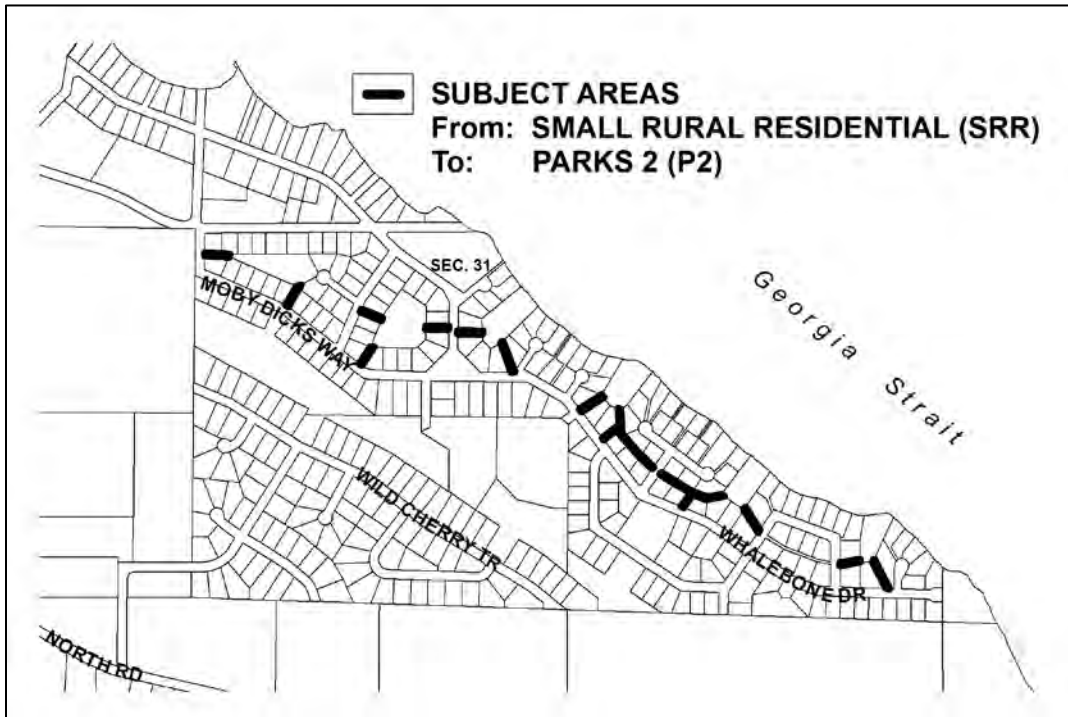 SUBJECT AREAS
From: SMALL RURAL RESIDENTIAL (SRR)
To: PARKS 2 (P2)
SEC. 31
Georgia Strait
MOBY DICKS WAY
WILD CHERRY TR
WHALEBONE DR
NORTH RD